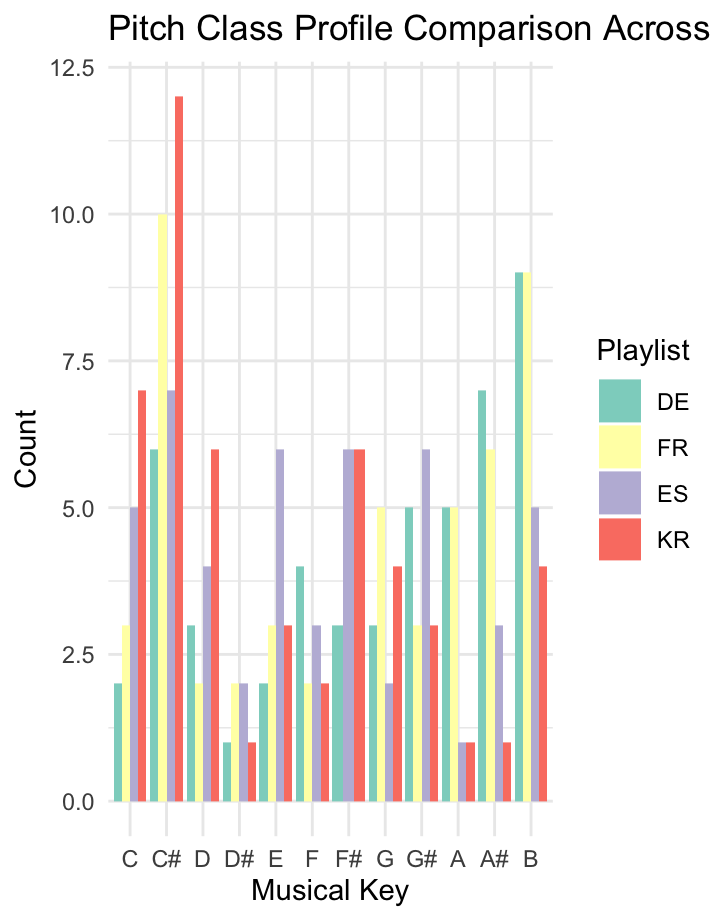 Pitch Class Profile Comparison Across
12.5
10.0
7.5
5.0
2.5
0.0
Count
C C# D D# E F F# G G# A A# B
Musical Key
Playlist
DE
FR
ES
KR